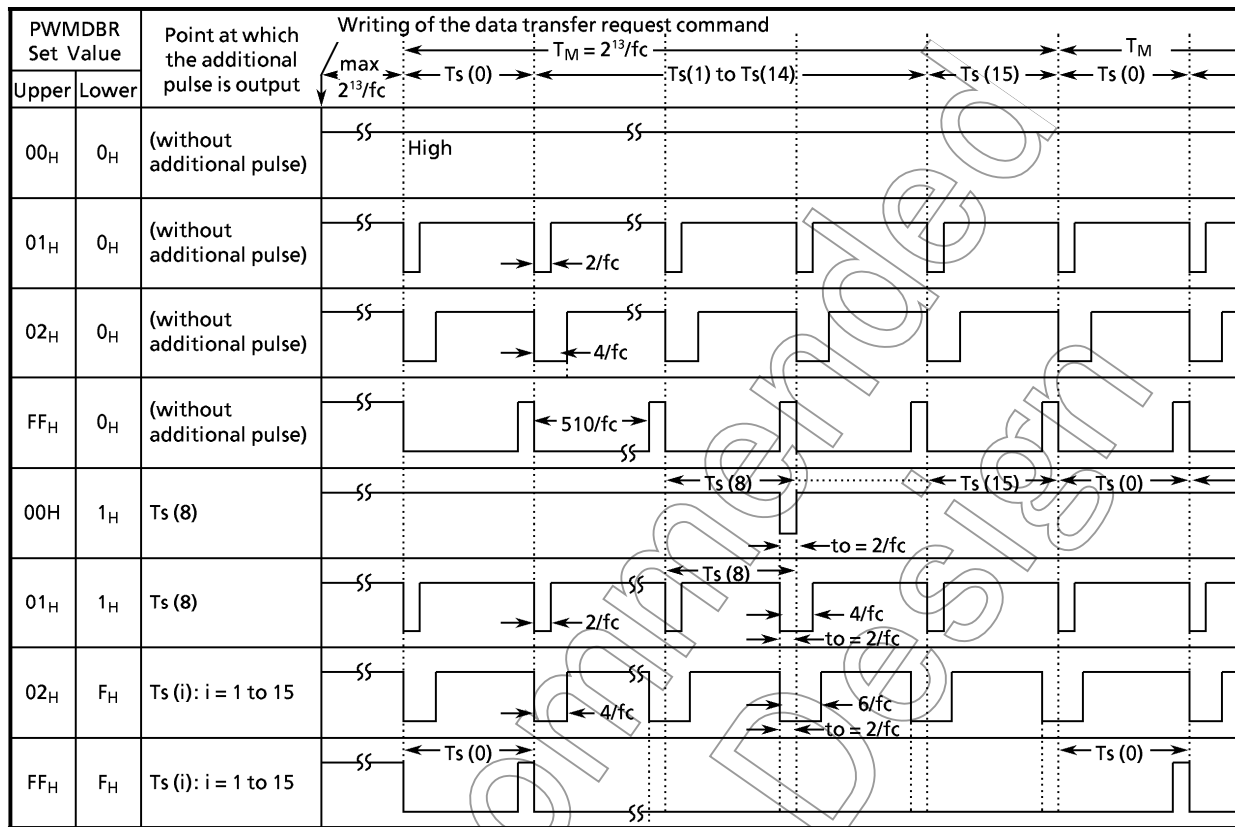 PWMDBR Set Value
Point at which the additional pulse is output
Writing of the data transfer request command
Upper Lower
max 2¹³/fc
T_M = 2¹³/fc
T_M
Ts (0)
Ts(1) to Ts(14)
Ts (15)
Ts (0)
00_H 0_H (without additional pulse)
High
01_H 0_H (without additional pulse)
2/fc
02_H 0_H (without additional pulse)
4/fc
FF_H 0_H (without additional pulse)
510/fc
00H 1_H Ts (8)
Ts (8)
Ts (15)
Ts (0)
to = 2/fc
01_H 1_H Ts (8)
Ts (8)
2/fc
4/fc
to = 2/fc
02_H F_H Ts (i): i = 1 to 15
4/fc
6/fc
to = 2/fc
FF_H F_H Ts (i): i = 1 to 15
Ts (0)
Ts (0)
ommended
Design